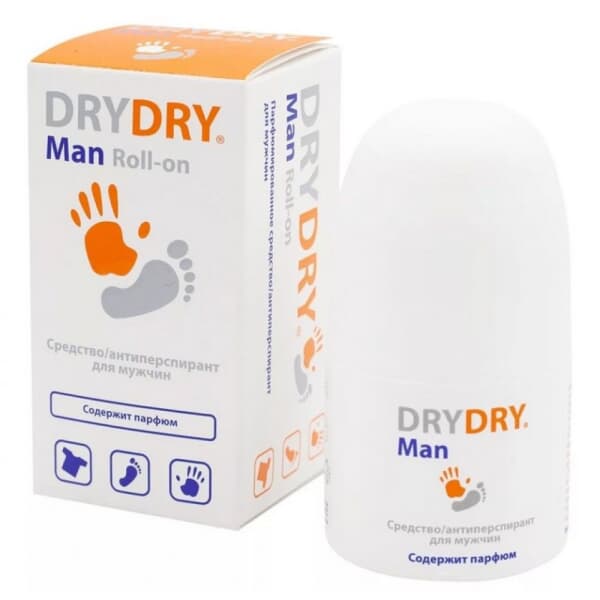 DRYDRY®
Man Roll-on
Средство/антиперспирант
для мужчин
Содержит парфюм
DRYDRY®
Man Roll-on
Парфюмированное средство/антиперспирант
для мужчин
DRYDRY®
Man
Средство/антиперспирант
для мужчин
Содержит парфюм